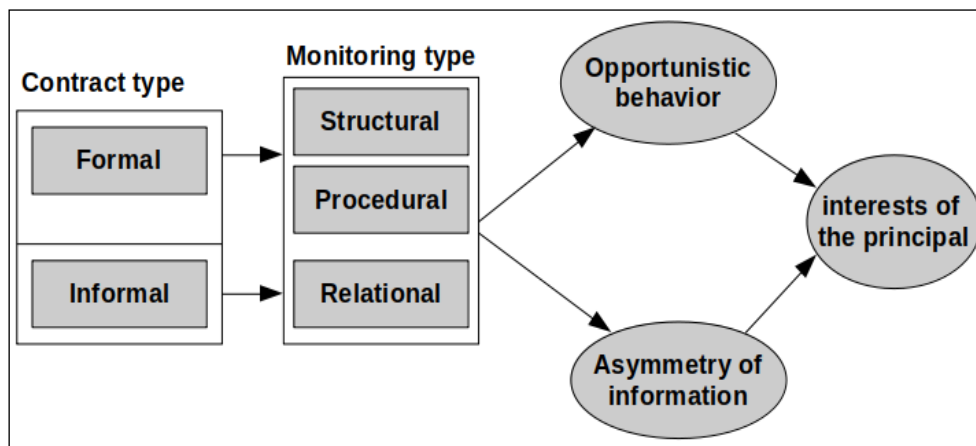 Contract type
Formal
Informal
Monitoring type
Structural
Procedural
Relational
Opportunistic
behavior
Asymmetry of
information
interests of
the principal